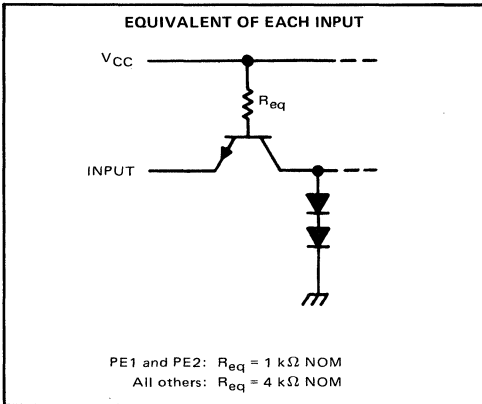 EQUIVALENT OF EACH INPUT
VCC
Req
INPUT
PE1 and PE2: Req = 1 kΩ NOM
All others: Req = 4 kΩ NOM